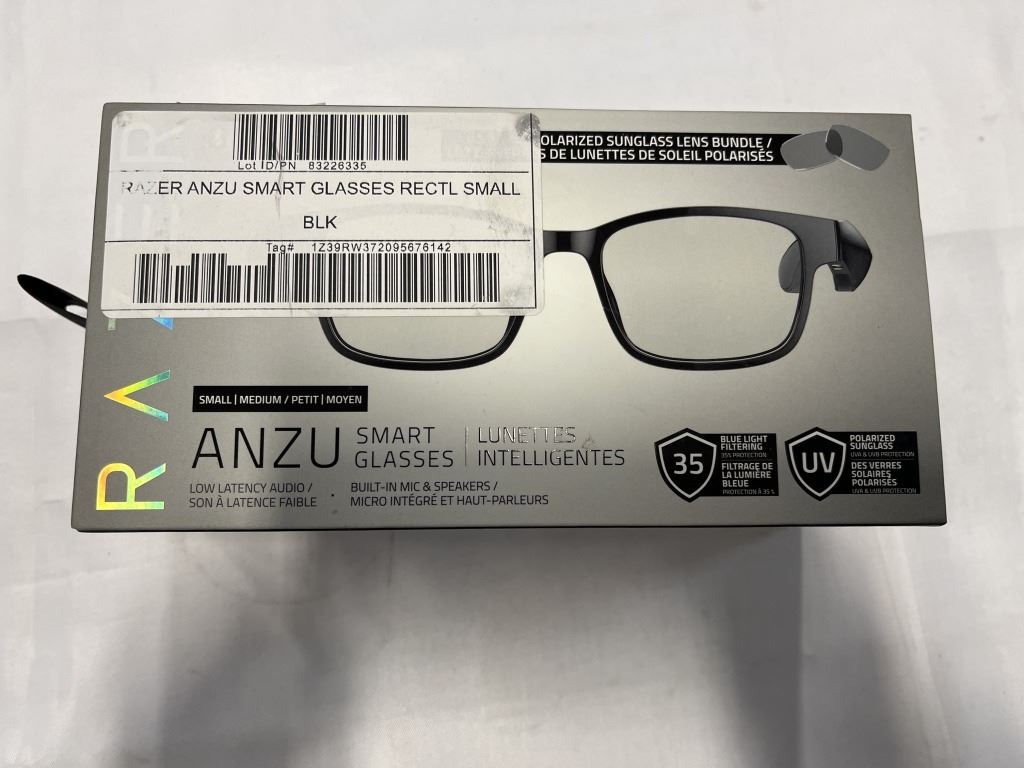 Lot ID/PN 83226335
RAZER ANZU SMART GLASSES RECTL SMALL
BLK
Tag# 1Z39RW372095676142
OLARIZED SUNGLASS LENS BUNDLE /
S DE LUNETTES DE SOLEIL POLARISÉS
RAZER
SMALL | MEDIUM / PETIT | MOYEN
ANZU SMART GLASSES
LUNETTES INTELLIGENTES
LOW LATENCY AUDIO /
SON À LATENCE FAIBLE
BUILT-IN MIC & SPEAKERS /
MICRO INTÉGRÉ ET HAUT-PARLEURS
35
BLUE LIGHT
FILTERING
35% PROTECTION
FILTRAGE DE
LA LUMIÈRE
BLEUE
PROTECTION À 35 %
UV
POLARIZED
SUNGLASS
UVA & UVB PROTECTION
DES VERRES
SOLAIRES
POLARISÉS
UVA & UVB PROTECTION